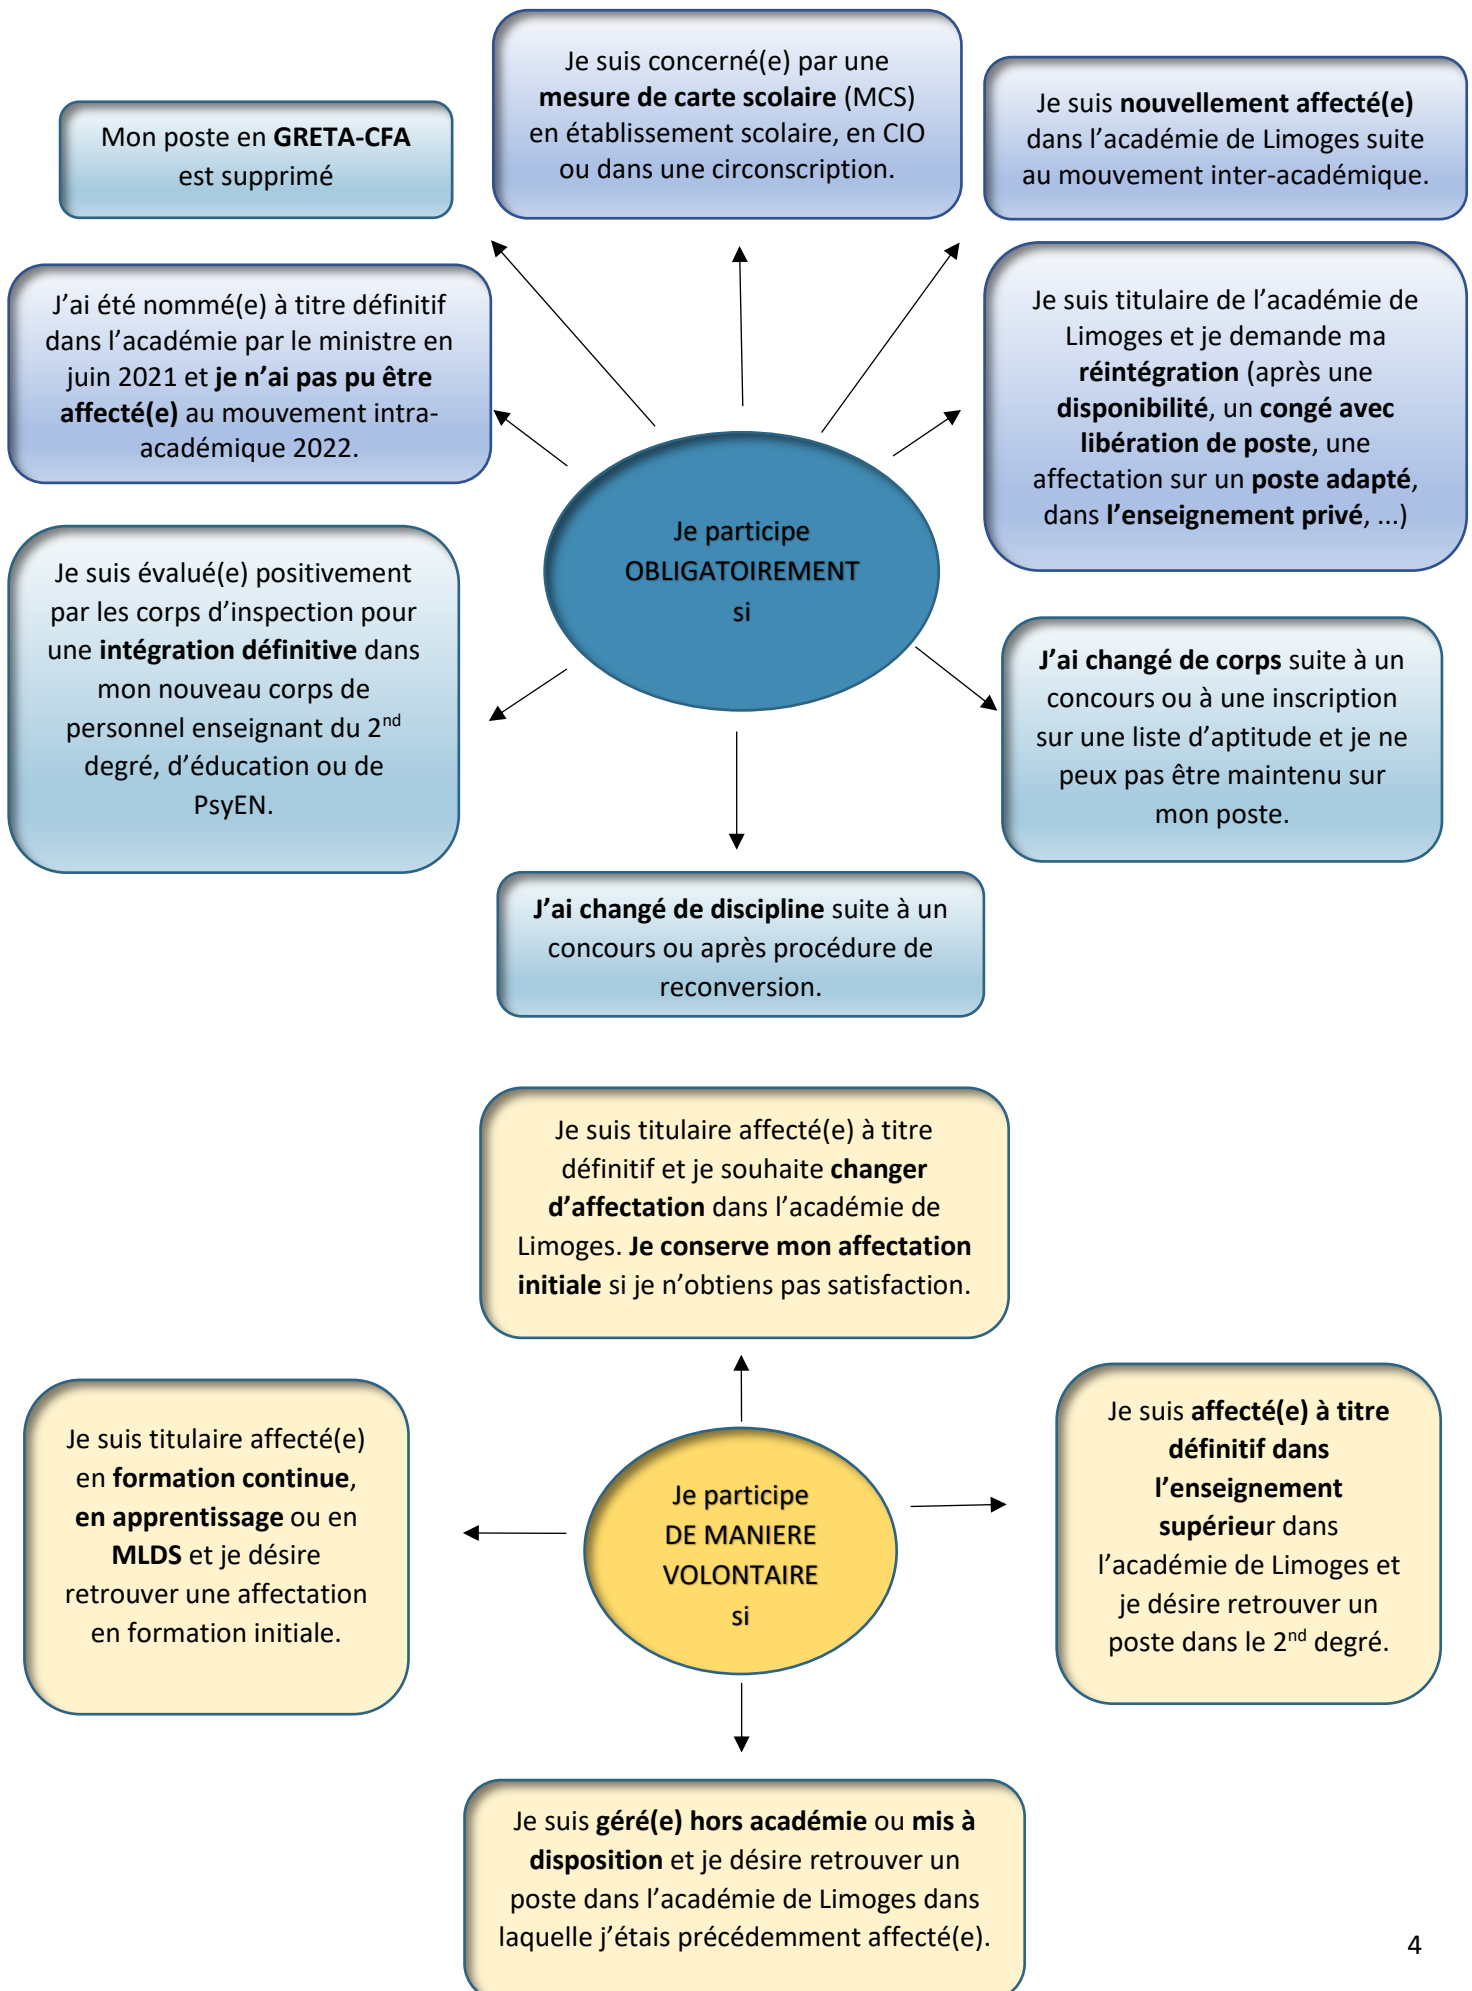 Je suis concerné(e) par une
mesure de carte scolaire (MCS)
en établissement scolaire, en CIO
ou dans une circonscription.
Je suis nouvellement affecté(e)
dans l’académie de Limoges suite
au mouvement inter-académique.
Mon poste en GRETA-CFA
est supprimé
J’ai été nommé(e) à titre définitif
dans l’académie par le ministre en
juin 2021 et je n’ai pas pu être
affecté(e) au mouvement intra-
académique 2022.
Je suis titulaire de l’académie de
Limoges et je demande ma
réintégration (après une
disponibilité, un congé avec
libération de poste, une
affectation sur un poste adapté,
dans l’enseignement privé, ...)
Je participe
OBLIGATOIREMENT
si
Je suis évalué(e) positivement
par les corps d’inspection pour
une intégration définitive dans
mon nouveau corps de
personnel enseignant du 2nd
degré, d’éducation ou de
PsyEN.
J’ai changé de corps suite à un
concours ou à une inscription
sur une liste d’aptitude et je ne
peux pas être maintenu sur
mon poste.
J’ai changé de discipline suite à un
concours ou après procédure de
reconversion.
Je suis titulaire affecté(e) à titre
définitif et je souhaite changer
d’affectation dans l’académie de
Limoges. Je conserve mon affectation
initiale si je n’obtiens pas satisfaction.
Je suis titulaire affecté(e)
en formation continue,
en apprentissage ou en
MLDS et je désire
retrouver une affectation
en formation initiale.
Je participe
DE MANIERE
VOLONTAIRE
si
Je suis affecté(e) à titre
définitif dans
l’enseignement
supérieur dans
l’académie de Limoges et
je désire retrouver un
poste dans le 2nd degré.
Je suis géré(e) hors académie ou mis à
disposition et je désire retrouver un
poste dans l’académie de Limoges dans
laquelle j’étais précédemment affecté(e).
4